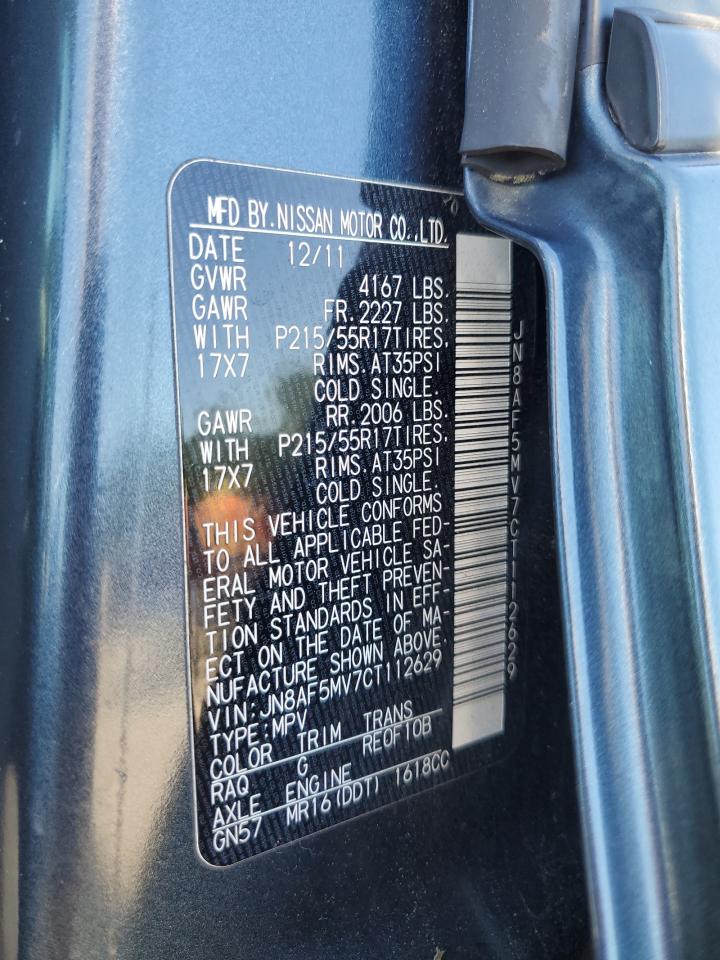 MFD BY.NISSAN MOTOR CO.,LTD.
DATE 12/11
GVWR 4167 LBS.
GAWR FR.2227 LBS.
WITH P215/55R17TIRES.
17X7 RIMS.AT35PSI
COLD SINGLE.
GAWR RR.2006 LBS.
WITH P215/55R17TIRES.
17X7 RIMS.AT35PSI
COLD SINGLE.
THIS VEHICLE CONFORMS
TO ALL APPLICABLE FED-
ERAL MOTOR VEHICLE SA-
FETY AND THEFT PREVEN-
TION STANDARDS IN EFF-
ECT ON THE DATE OF MA-
NUFACTURE SHOWN ABOVE.
VIN:JN8AF5MV7CT112629
TYPE:MPV
COLOR TRIM TRANS
RAQ G RE0F10B
AXLE ENGINE
GN57 MR16(DDT) 1618CC
JN8AF5MV7CT112629